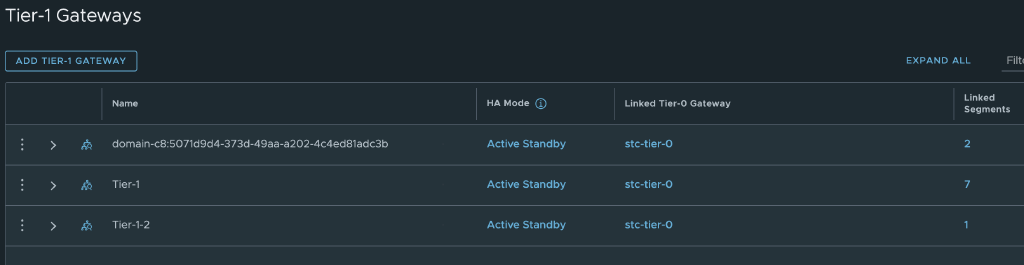 Tier-1 Gateways
ADD TIER-1 GATEWAY
EXPAND ALL
Name
HA Mode
Linked Tier-0 Gateway
Linked
Segments
domain-c8:5071d9d4-373d-49aa-a202-4c4ed81adc3b
Active Standby
stc-tier-0
2
Tier-1
Active Standby
stc-tier-0
7
Tier-1-2
Active Standby
stc-tier-0
1